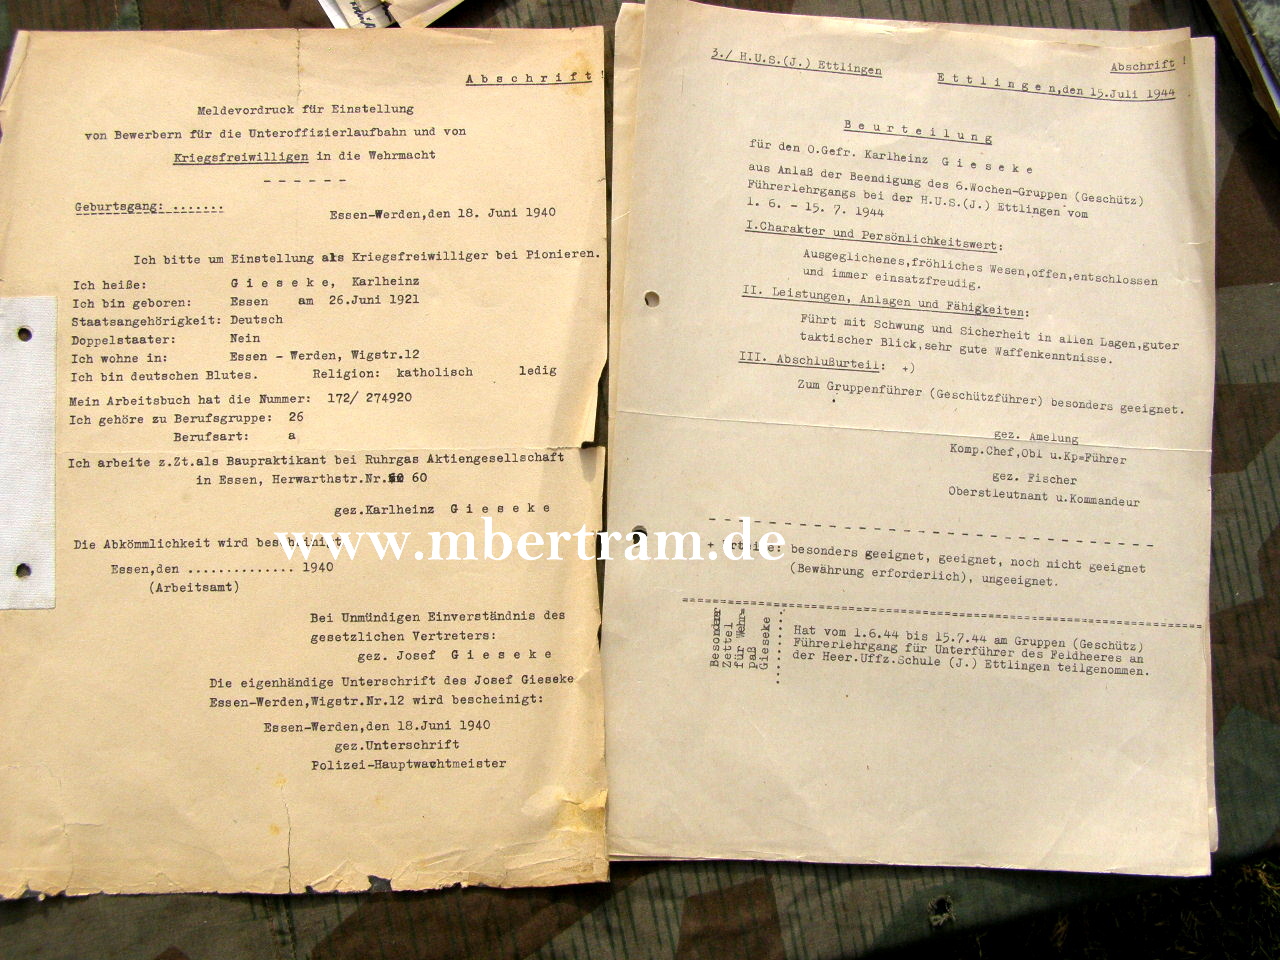 Abschrift!
Meldevordruck für Einstellung
von Bewerbern für die Unteroffizierlaufbahn und von
Kriegsfreiwilligen in die Wehrmacht
- - - - - -
Geburtsgang: .......
Essen-Werden,den 18. Juni 1940
Ich bitte um Einstellung als Kriegsfreiwilliger bei Pionieren.
Ich heiße: Gieseke, Karlheinz
Ich bin geboren: Essen am 26.Juni 1921
Staatsangehörigkeit: Deutsch
Doppelstaater: Nein
Ich wohne in: Essen - Werden, Wigstr.12
Ich bin deutschen Blutes. Religion: katholisch ledig
Mein Arbeitsbuch hat die Nummer: 172/ 274920
Ich gehöre zu Berufsgruppe: 26
Berufsart: a
Ich arbeite z.Zt.als Baupraktikant bei Ruhrgas Aktiengesellschaft
in Essen, Herwarthstr.Nr. 60
gez.Karlheinz Gieseke
Die Abkömmlichkeit wird bescheinigt
Essen,den .............. 1940
(Arbeitsamt)
Bei Unmündigen Einverständnis des
gesetzlichen Vertreters:
gez. Josef Gieseke
Die eigenhändige Unterschrift des Josef Gieseke
Essen-Werden,Wigstr.Nr.12 wird bescheinigt:
Essen-Werden,den 18.Juni 1940
gez.Unterschrift
Polizei-Hauptwachtmeister
3./ H.U.S.(J.) Ettlingen
Abschrift!
Ettlingen,den 15.Juli 1944
Beurteilung
für den O.Gefr. Karlheinz Gieseke
aus Anlaß der Beendigung des 6.Wochen-Gruppen (Geschütz)
Führerlehrgangs bei der H.U.S.(J.) Ettlingen vom
1. 6. - 15. 7. 1944
I.Charakter und Persönlichkeitswert:
Ausgeglichenes,fröhliches Wesen,offen,entschlossen
und immer einsatzfreudig.
II. Leistungen, Anlagen und Fähigkeiten:
Führt mit Schwung und Sicherheit in allen Lagen,guter
taktischer Blick,sehr gute Waffenkenntnisse.
III. Abschlußurteil: +)
Zum Gruppenführer (Geschützführer) besonders geeignet.
gez. Amelung
Komp.Chef,Obl u.Kp=Führer
gez. Fischer
Oberstleutnant u.Kommandeur
+ Urteile: besonders geeignet, geeignet, noch nicht geeignet
(Bewährung erforderlich), ungeeignet.
Besonderer
Zettel
für Wehr=
paß
Gieseke
Hat vom 1.6.44 bis 15.7.44 am Gruppen (Geschütz)
Führerlehrgang für Unterführer des Feldheeres an
der Heer.Uffz.Schule (J.) Ettlingen teilgenommen.
www.mbertram.de